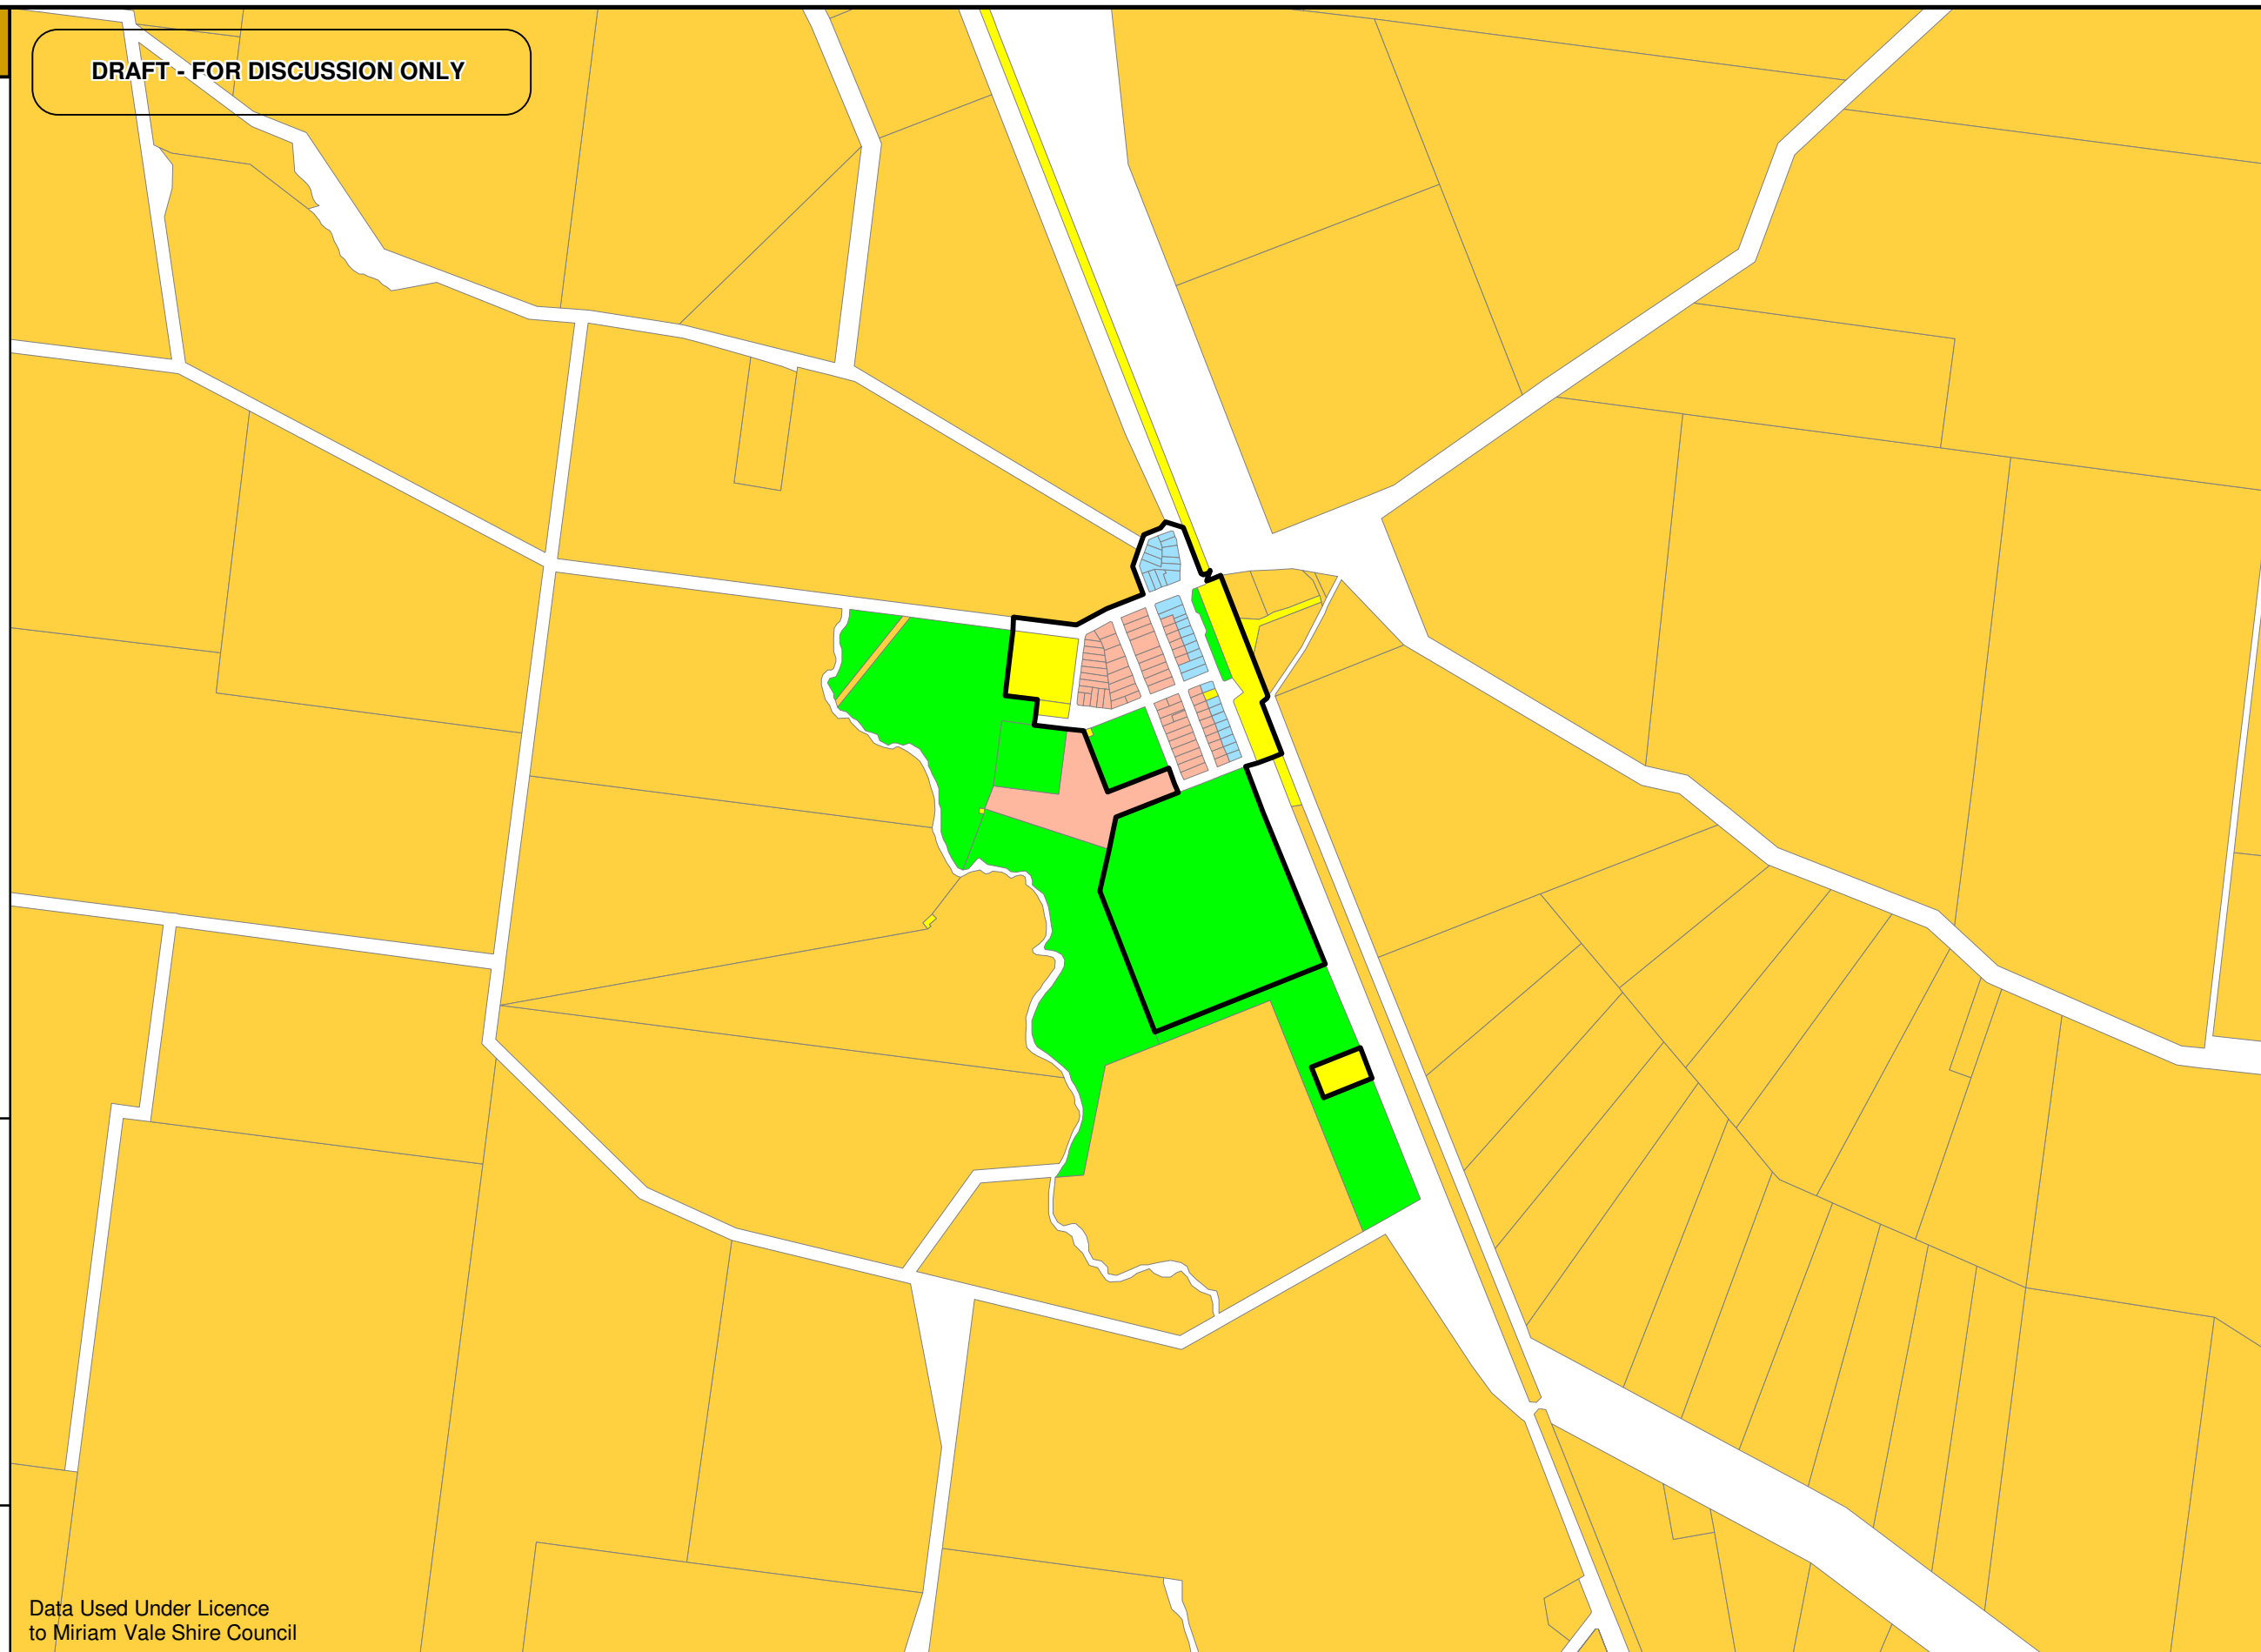 DRAFT - FOR DISCUSSION ONLY
Data Used Under Licence
to Miriam Vale Shire Council